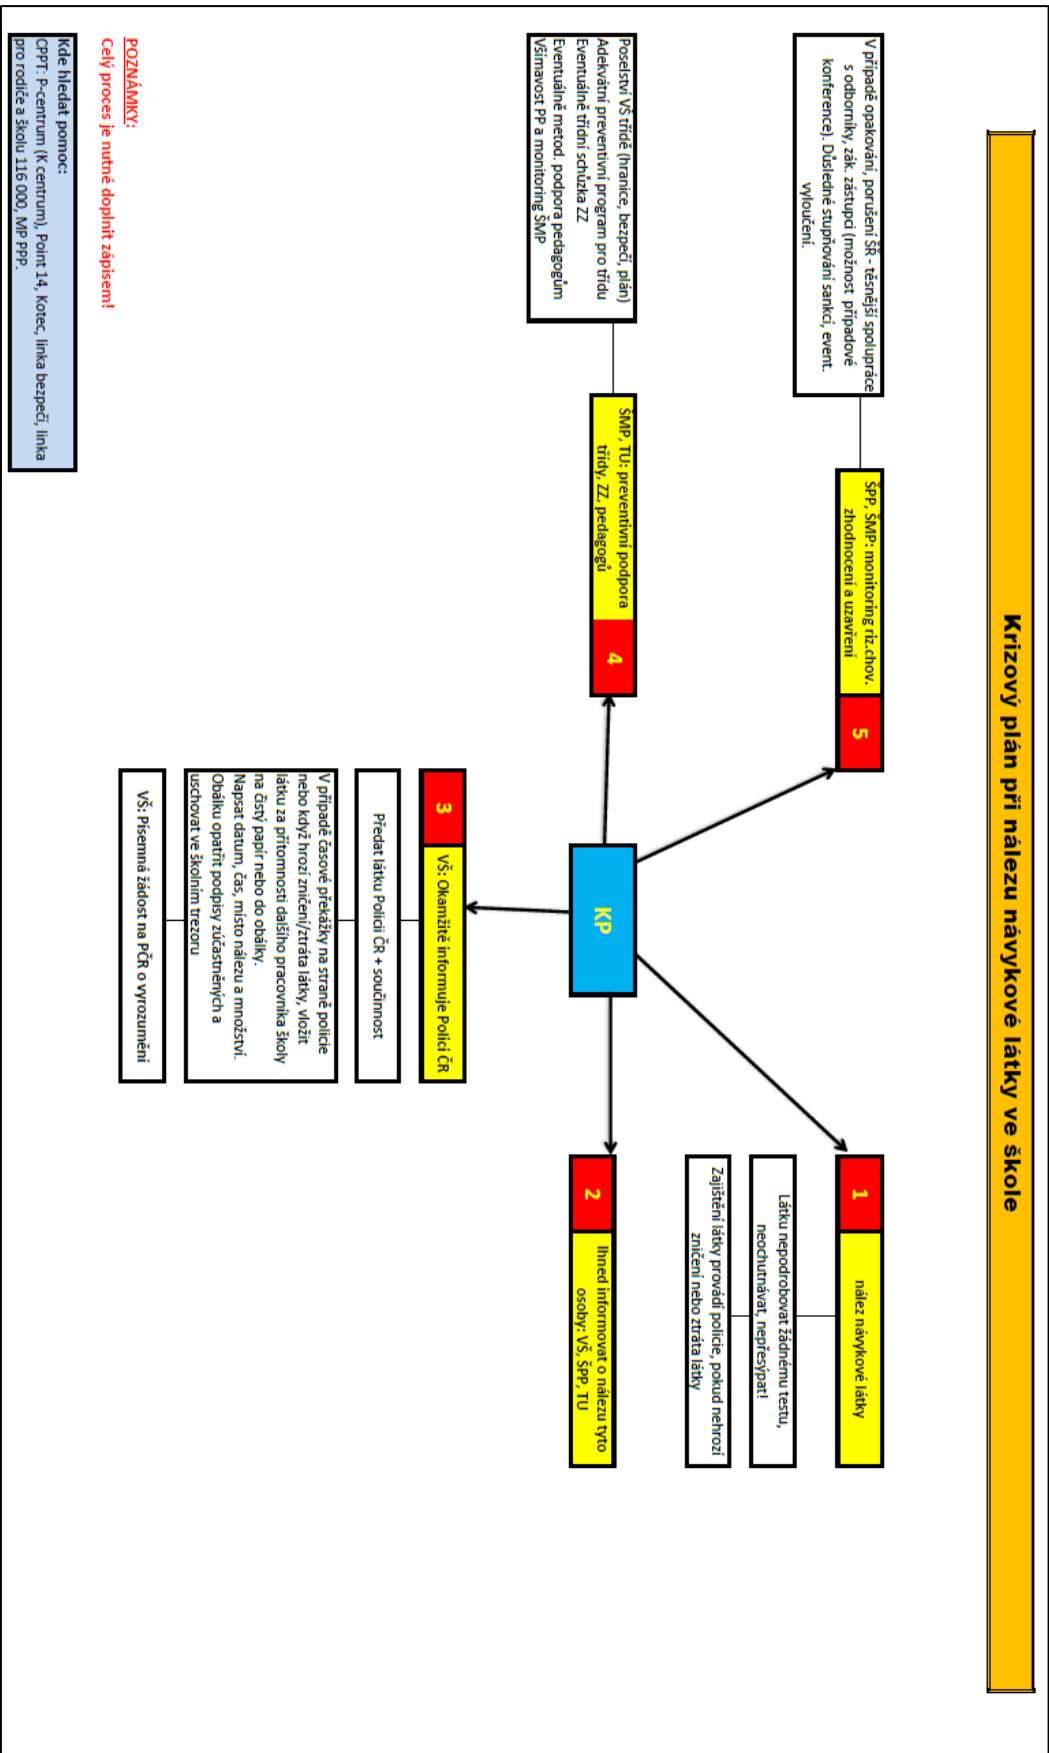 Krizový plán při nálezu návykové látky ve škole
KP
1
nález návykové látky
Látku nepodrobovat žádnému testu,
neochutnávat, nepřesýpat!
Zajištění látky provádí policie, pokud nehrozí
zničení nebo ztráta látky
2
Ihned informovat o nálezu tyto
osoby: VŠ, ŠPP, TU
3
VŠ: Okamžitě informuje Polici ČR
Předat látku Policii ČR + součinnost
V případě časové překážky na straně policie
nebo když hrozí zničení/ztráta látky, vložit
látku za přítomnosti dalšího pracovníka školy
na čistý papír nebo do obálky.
Napsat datum, čas, místo nálezu a množství.
Obálku opatřit podpisy zúčastněných a
uschovat ve školním trezoru
VŠ: Písemná žádost na PČR o vyrozumění
4
ŠMP, TU: preventivní podpora
třídy, ZZ, pedagogů
Poselství VŠ třídě (hranice, bezpečí, plán)
Adekvátní preventivní program pro třídu
Eventuálně třídní schůzka ZZ
Eventuálně metod. podpora pedagogům
Všímavost PP a monitoring ŠMP
5
ŠPP, ŠMP: monitoring riz.chov.
zhodnocení a uzavření
V případě opakování, porušení ŠŘ - těsnější spolupráce
s odborníky, zák. zástupci (možnost případové
konference). Důsledné stupňování sankcí, event.
vyloučení.
POZNÁMKY:
Celý proces je nutné doplnit zápisem!
Kde hledat pomoc:
CPPT: P-centrum (K centrum), Point 14, Kotec, linka bezpečí, linka
pro rodiče a školu 116 000, MP PPP.